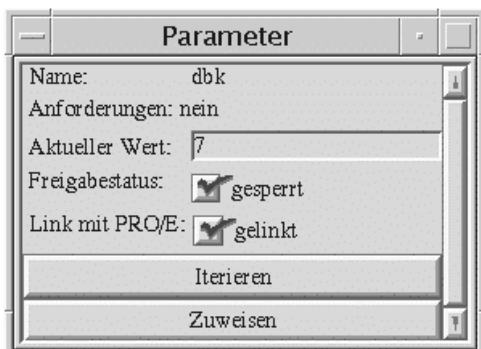 Parameter
Name: dbk
Anforderungen: nein
Aktueller Wert: 7
Freigabestatus: gesperrt
Link mit PRO/E: gelinkt
Iterieren
Zuweisen